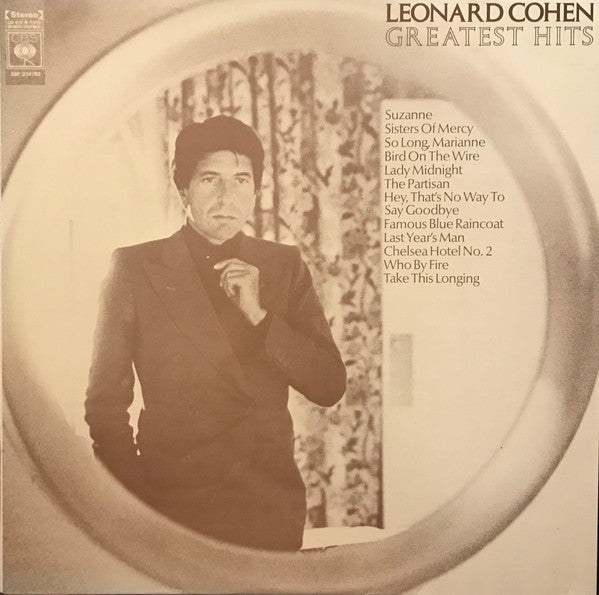 Stereo
CBS
SBP 234766
LEONARD COHEN
GREATEST HITS
Suzanne
Sisters Of Mercy
So Long, Marianne
Bird On The Wire
Lady Midnight
The Partisan
Hey, That's No Way To
Say Goodbye
Famous Blue Raincoat
Last Year's Man
Chelsea Hotel No. 2
Who By Fire
Take This Longing